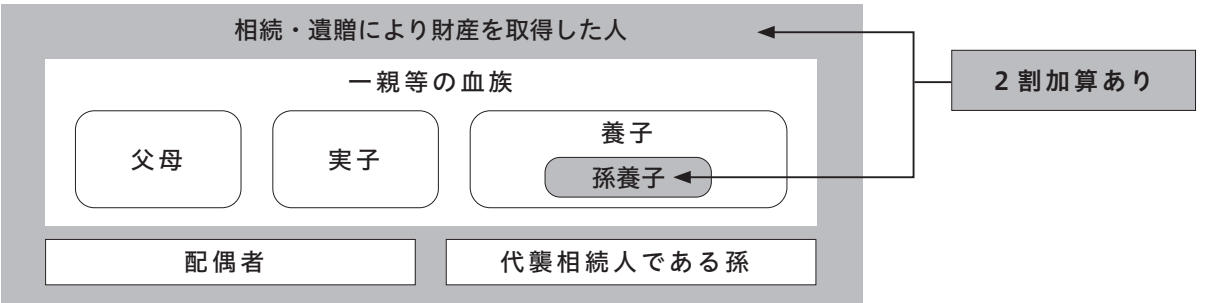 相続・遺贈により財産を取得した人
一親等の血族
2割加算あり
父母
実子
養子
孫養子
配偶者
代襲相続人である孫